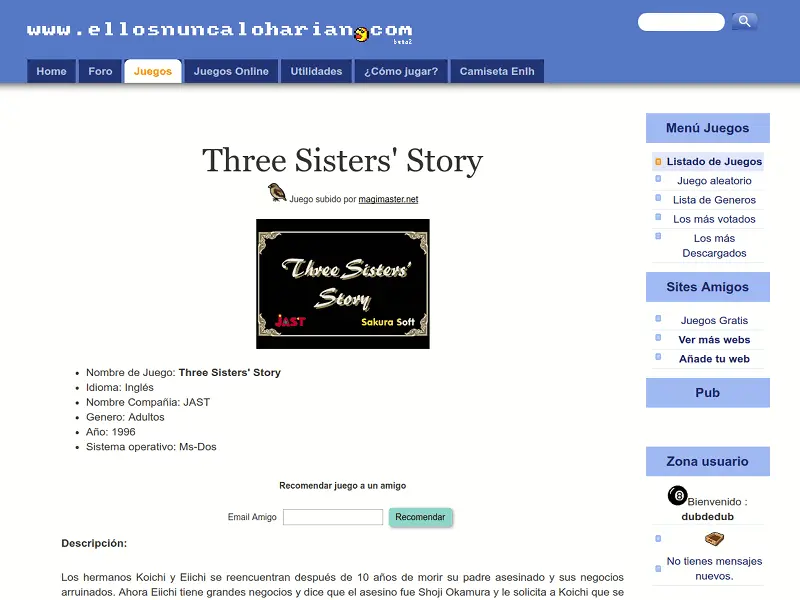 www.ellosnuncaloharian.com
beta2
Home
Foro
Juegos
Juegos Online
Utilidades
¿Cómo jugar?
Camiseta Enlh
Three Sisters' Story
Juego subido por magimaster.net
Three Sisters'
Story
JAST
Sakura Soft
Nombre de Juego: Three Sisters' Story
Idioma: Inglés
Nombre Compañia: JAST
Genero: Adultos
Año: 1996
Sistema operativo: Ms-Dos
Recomendar juego a un amigo
Email Amigo
Recomendar
Descripción:
Los hermanos Koichi y Eiichi se reencuentran después de 10 años de morir su padre asesinado y sus negocios
arruinados. Ahora Eiichi tiene grandes negocios y dice que el asesino fue Shoji Okamura y le solicita a Koichi que se
Menú Juegos
Listado de Juegos
Juego aleatorio
Lista de Generos
Los más votados
Los más
Descargados
Sites Amigos
Juegos Gratis
Ver más webs
Añade tu web
Pub
Zona usuario
8
Bienvenido :
dubdedub
No tienes mensajes
nuevos.